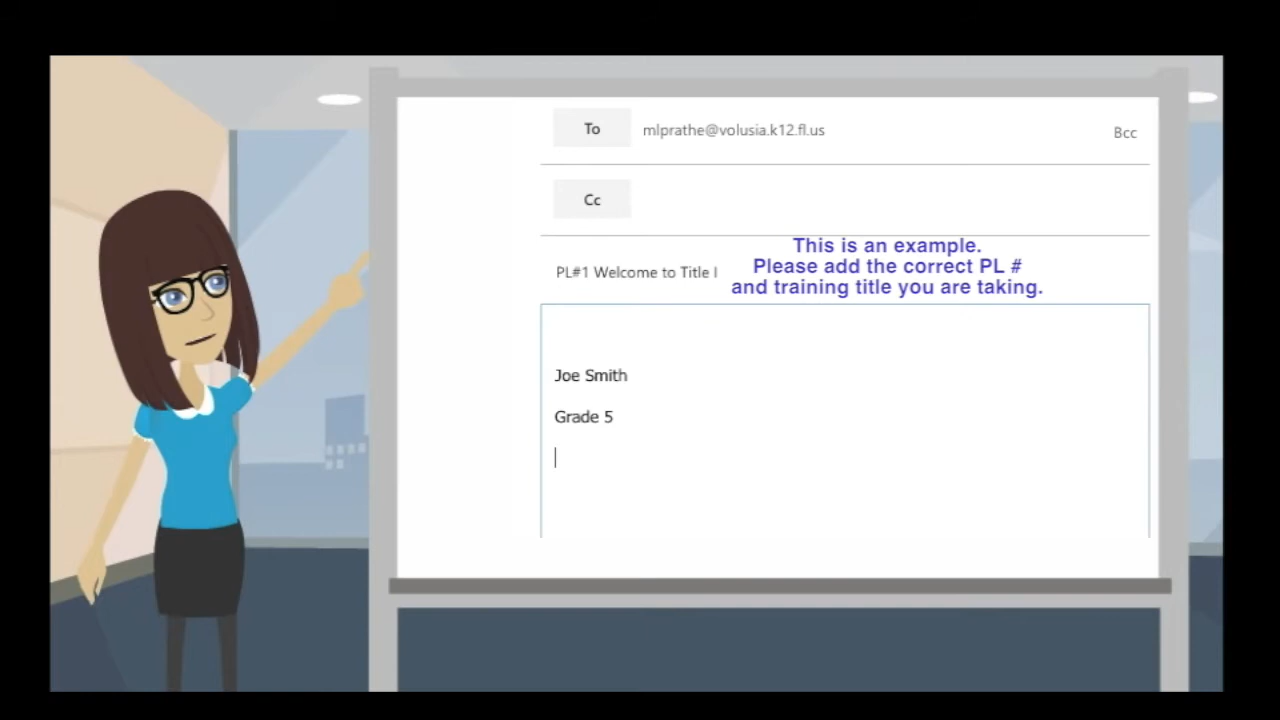 To mlprathe@volusia.k12.fl.us Bcc
Cc
PL#1 Welcome to Title I
This is an example.
Please add the correct PL #
and training title you are taking.
Joe Smith
Grade 5